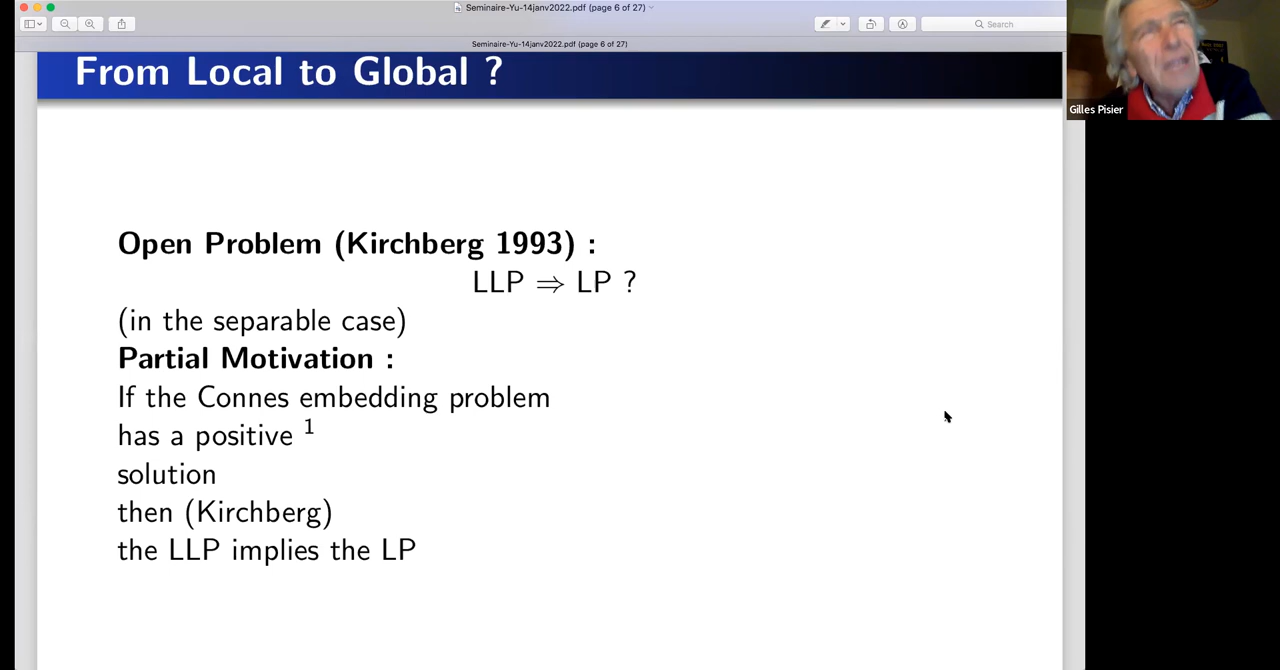 Seminaire-Yu-14janv2022.pdf (page 6 of 27)
Search
Seminaire-Yu-14janv2022.pdf (page 6 of 27)
From Local to Global ?
Gilles Pisier
Open Problem (Kirchberg 1993) :
LLP ⇒ LP ?
(in the separable case)
Partial Motivation :
If the Connes embedding problem
has a positive ¹
solution
then (Kirchberg)
the LLP implies the LP